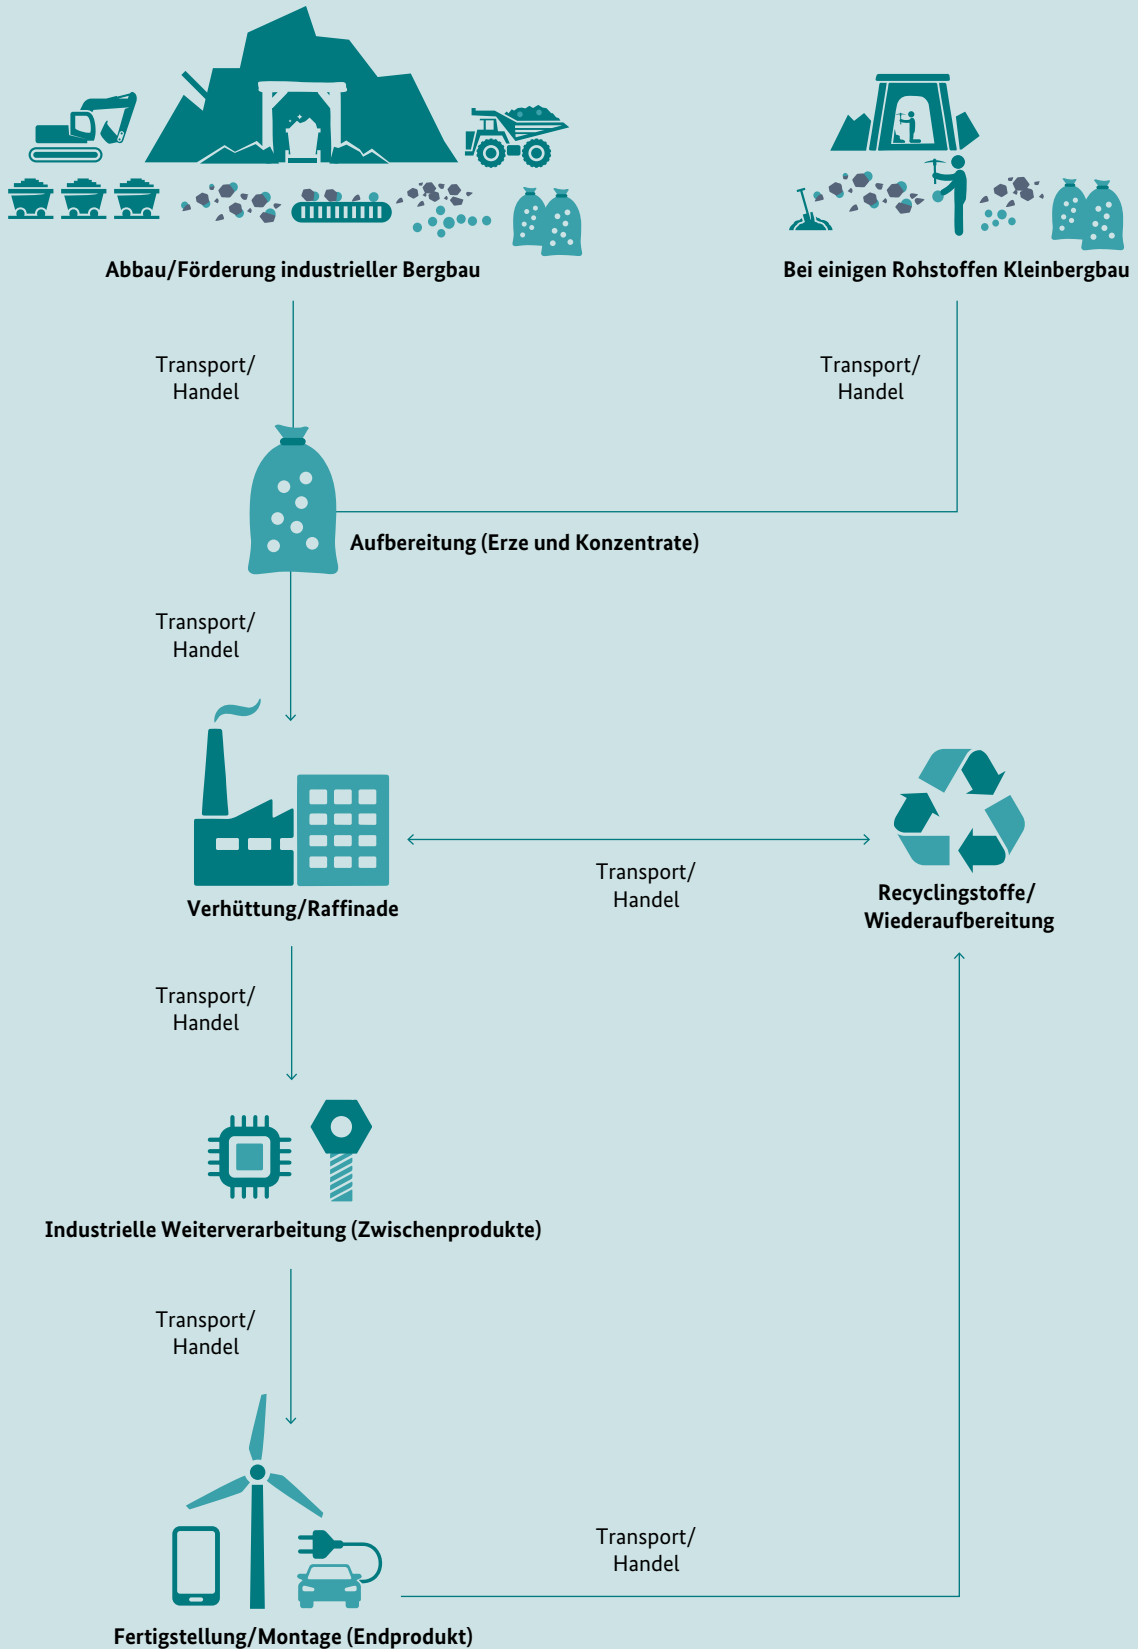 Abbau/Förderung industrieller Bergbau
Bei einigen Rohstoffen Kleinbergbau
Transport/
Handel
Transport/
Handel
Aufbereitung (Erze und Konzentrate)
Transport/
Handel
Transport/
Handel
Verhüttung/Raffinade
Recyclingstoffe/
Wiederaufbereitung
Transport/
Handel
Industrielle Weiterverarbeitung (Zwischenprodukte)
Transport/
Handel
Transport/
Handel
Fertigstellung/Montage (Endprodukt)